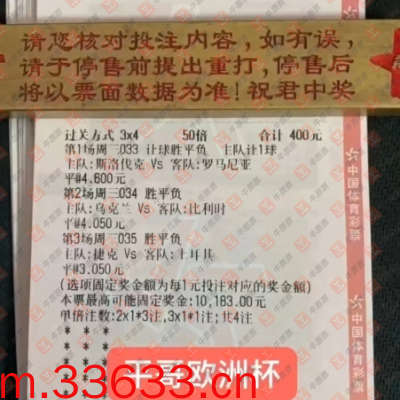 请您核对投注内容,如有误,
请于停售前提出重打,停售后
将以票面数据为准!祝君中奖
过关方式 3x4 50倍 合计 400元
第1场周三033 让球胜平负 主队让1球
主队:斯洛伐克 Vs 客队:罗马尼亚
平@4.600元
第2场周三034 胜平负
主队:乌克兰 Vs 客队:比利时
平@4.050元
第3场周三035 胜平负
主队:捷克 Vs 客队:土耳其
平@3.050元
(选项固定奖金额为每1元投注对应的奖金额)
本票最高可能固定奖金:10,183.00元
单倍注数:2x1*3注,3x1*1注;共4注
中国体育彩票
平哥欧洲杯
m.33633.cn